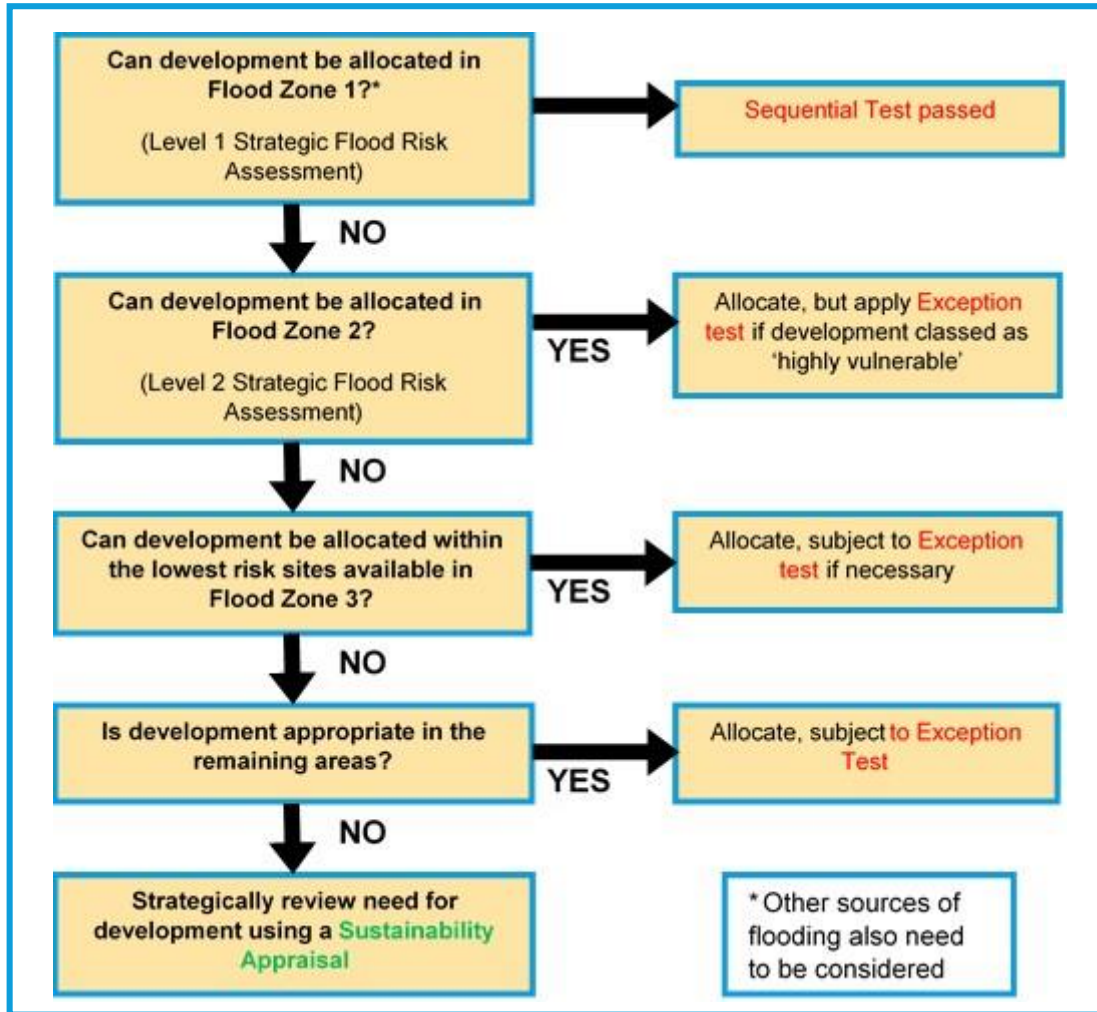 Can development be allocated in
Flood Zone 1?*
(Level 1 Strategic Flood Risk
Assessment)
Sequential Test passed
NO
Can development be allocated in
Flood Zone 2?
(Level 2 Strategic Flood Risk
Assessment)
YES
Allocate, but apply Exception
test if development classed as
‘highly vulnerable’
NO
Can development be allocated within
the lowest risk sites available in
Flood Zone 3?
YES
Allocate, subject to Exception
test if necessary
NO
Is development appropriate in the
remaining areas?
YES
Allocate, subject to Exception
Test
NO
Strategically review need for
development using a Sustainability
Appraisal
* Other sources of
flooding also need
to be considered